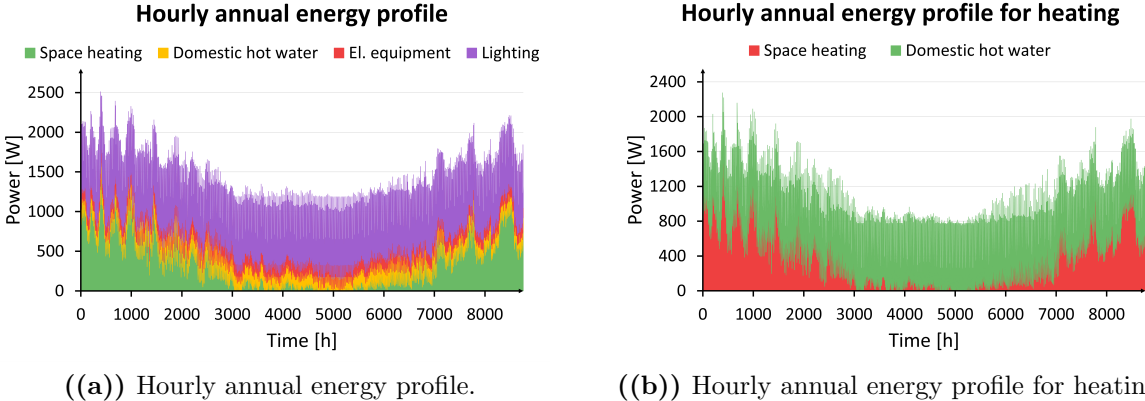 Hourly annual energy profile
Space heating Domestic hot water El. equipment Lighting
Power [W]
2500
2000
1500
1000
500
0
0 1000 2000 3000 4000 5000 6000 7000 8000
Time [h]
((a)) Hourly annual energy profile.
Hourly annual energy profile for heating
Space heating Domestic hot water
Power [W]
2400
2000
1600
1200
800
400
0
0 1000 2000 3000 4000 5000 6000 7000 8000
Time [h]
((b)) Hourly annual energy profile for heatin